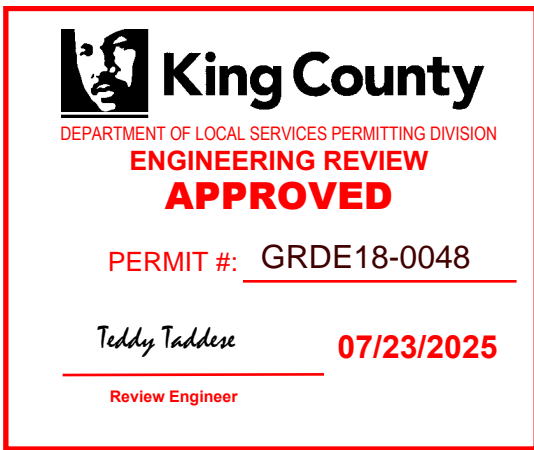 King County
DEPARTMENT OF LOCAL SERVICES PERMITTING DIVISION
ENGINEERING REVIEW
APPROVED
PERMIT #: GRDE18-0048
Teddy Taddese 07/23/2025
Review Engineer